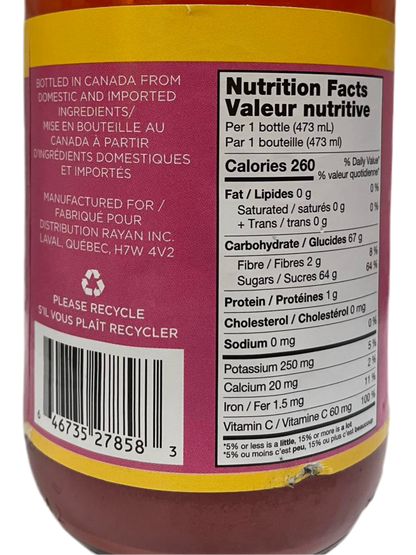 BOTTLED IN CANADA FROM
DOMESTIC AND IMPORTED
INGREDIENTS/
MISE EN BOUTEILLE AU
CANADA À PARTIR
D'INGRÉDIENTS DOMESTIQUES
ET IMPORTÉS
MANUFACTURED FOR /
FABRIQUÉ POUR
DISTRIBUTION RAYAN INC.
LAVAL, QUÉBEC, H7W 4V2
PLEASE RECYCLE
S'IL VOUS PLAÎT RECYCLER
6 46735 27858 3
Nutrition Facts
Valeur nutritive
Per 1 bottle (473 mL)
Par 1 bouteille (473 ml)
Calories 260
% Daily Value*
% valeur quotidienne*
Fat / Lipides 0 g 0 %
Saturated / saturés 0 g
+ Trans / trans 0 g 0 %
Carbohydrate / Glucides 67 g
Fibre / Fibres 2 g 8 %
Sugars / Sucres 64 g 64 %
Protein / Protéines 1 g
Cholesterol / Cholestérol 0 mg
Sodium 0 mg 0 %
Potassium 250 mg 5 %
Calcium 20 mg 2 %
Iron / Fer 1.5 mg 11 %
Vitamin C / Vitamine C 60 mg 100 %
*5% or less is a little, 15% or more is a lot
*5% ou moins c'est peu, 15% ou plus c'est beaucoup